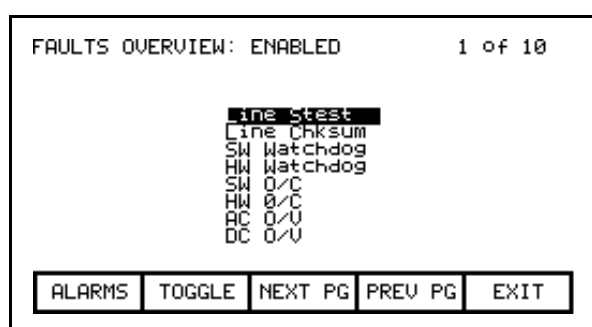 FAULTS OVERVIEW: ENABLED 1 of 10
Line Stest
Line Chksum
SW Watchdog
HW Watchdog
SW O/C
HW O/C
AC O/V
DC O/V
ALARMS TOGGLE NEXT PG PREV PG EXIT